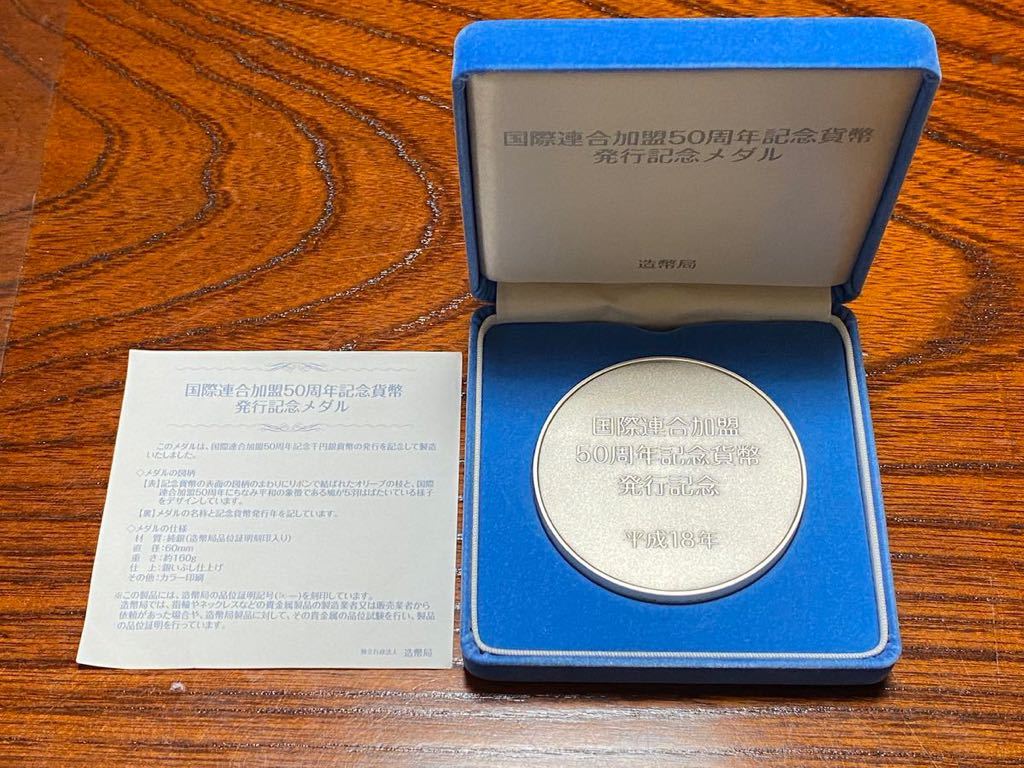 国際連合加盟50周年記念貨幣
発行記念メダル
造幣局
国際連合加盟
50周年記念貨幣
発行記念
平成18年
国際連合加盟50周年記念貨幣
発行記念メダル
このメダルは、国際連合加盟50周年記念千円銀貨幣の発行を記念して製造
いたしました。
◇メダルの図柄
【表】記念貨幣の表面の図柄のまわりにリボンで結ばれたオリーブの枝と、国際
連合加盟50周年にちなみ平和の象徴である鳩が5羽はばたいている様子
をデザインしています。
【裏】メダルの名称と記念貨幣発行年を記しています。
◇メダルの仕様
材質:純銀(造幣局品位証明刻印入り)
直径:60mm
重さ:約160g
仕上:銀いぶし仕上げ
その他:カラー印刷
※この製品には、造幣局の品位証明記号を刻印しています。
造幣局では、指輪やネックレスなどの貴金属製品の製造業者又は販売業者から
依頼があった場合や、造幣局製品に対して、その貴金属の品位試験を行い、製品
の品位証明を行っています。
独立行政法人 造幣局